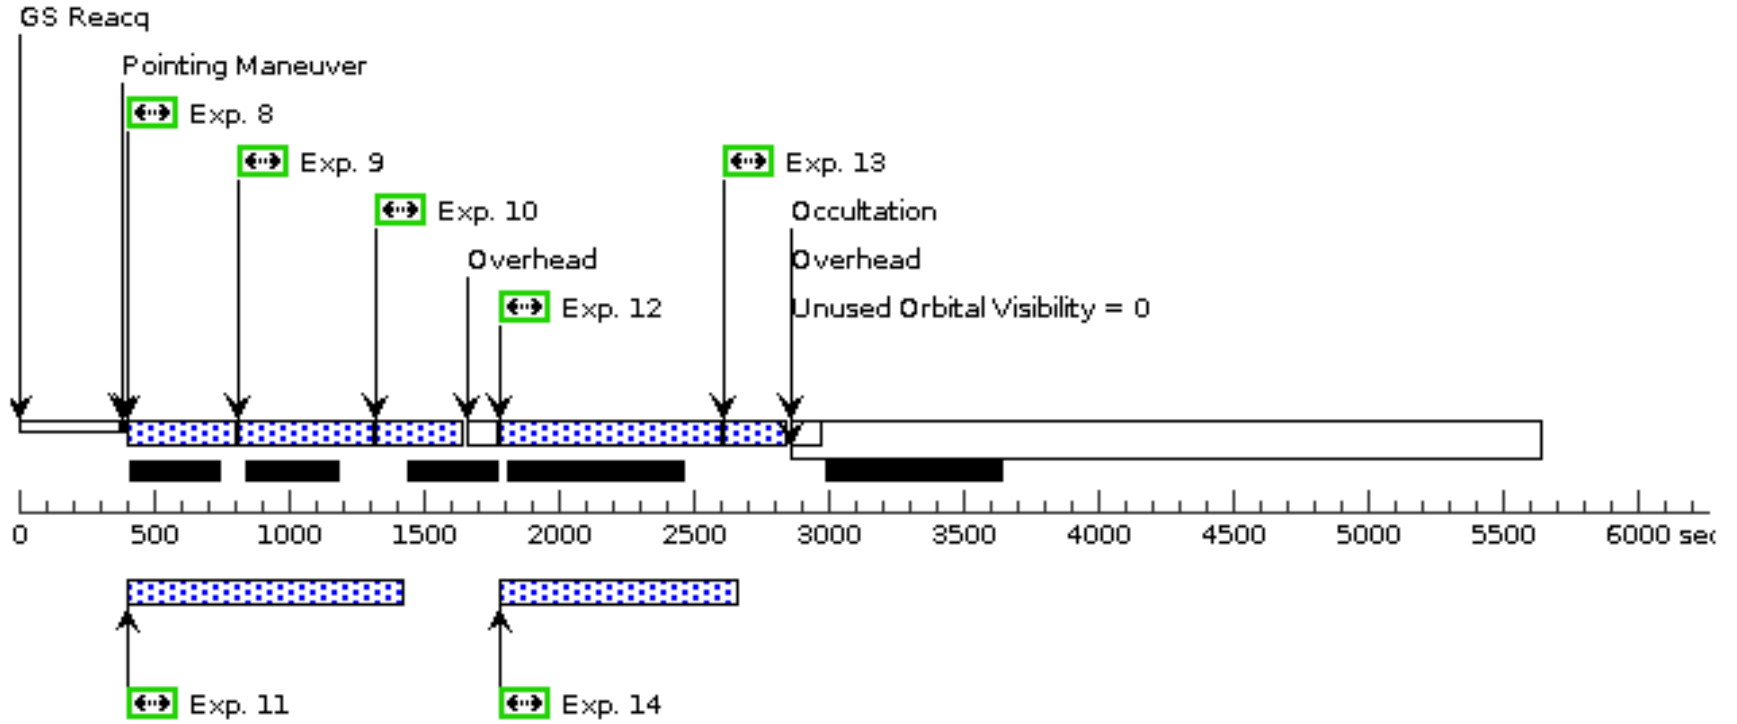 GS Reacq
Pointing Maneuver
Exp. 8
Exp. 9
Exp. 13
Exp. 10
Occultation
Overhead
Overhead
Exp. 12
Unused Orbital Visibility = 0
0 500 1000 1500 2000 2500 3000 3500 4000 4500 5000 5500 6000 sec
Exp. 11
Exp. 14